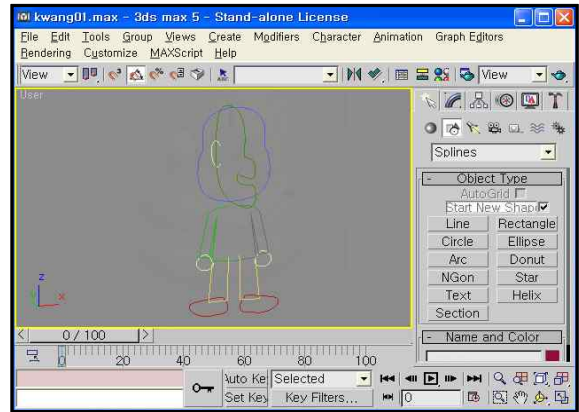 kwang01.max - 3ds max 5 - Stand-alone License
File Edit Tools Group Views Create Modifiers Character Animation Graph Editors
Rendering Customize MAXScript Help
View View
User
Splines
- Object Type
AutoGrid
Start New Shape
Line Rectangle
Circle Ellipse
Arc Donut
NGon Star
Text Helix
Section
- Name and Color
z
y x
< 0 / 100 >
0 20 40 60 80 100
Auto Key Selected
Set Key Key Filters... 0